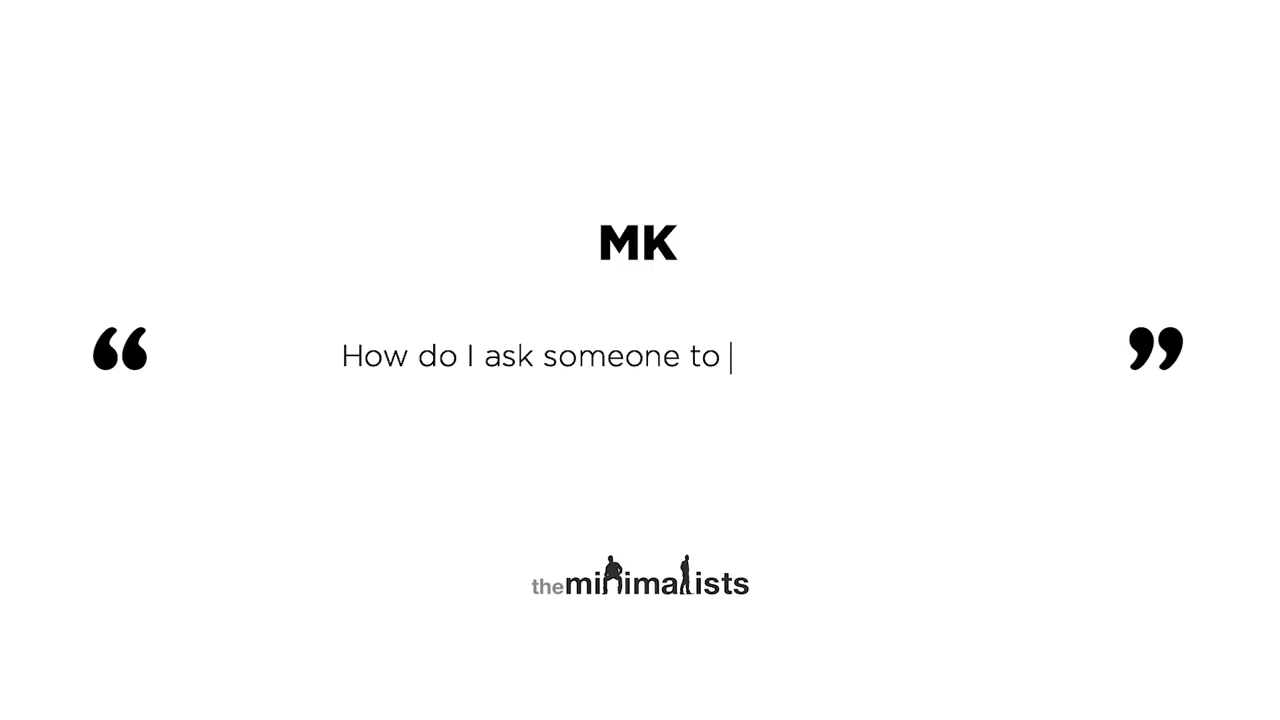 MK
“ How do I ask someone to ”
theminimalists